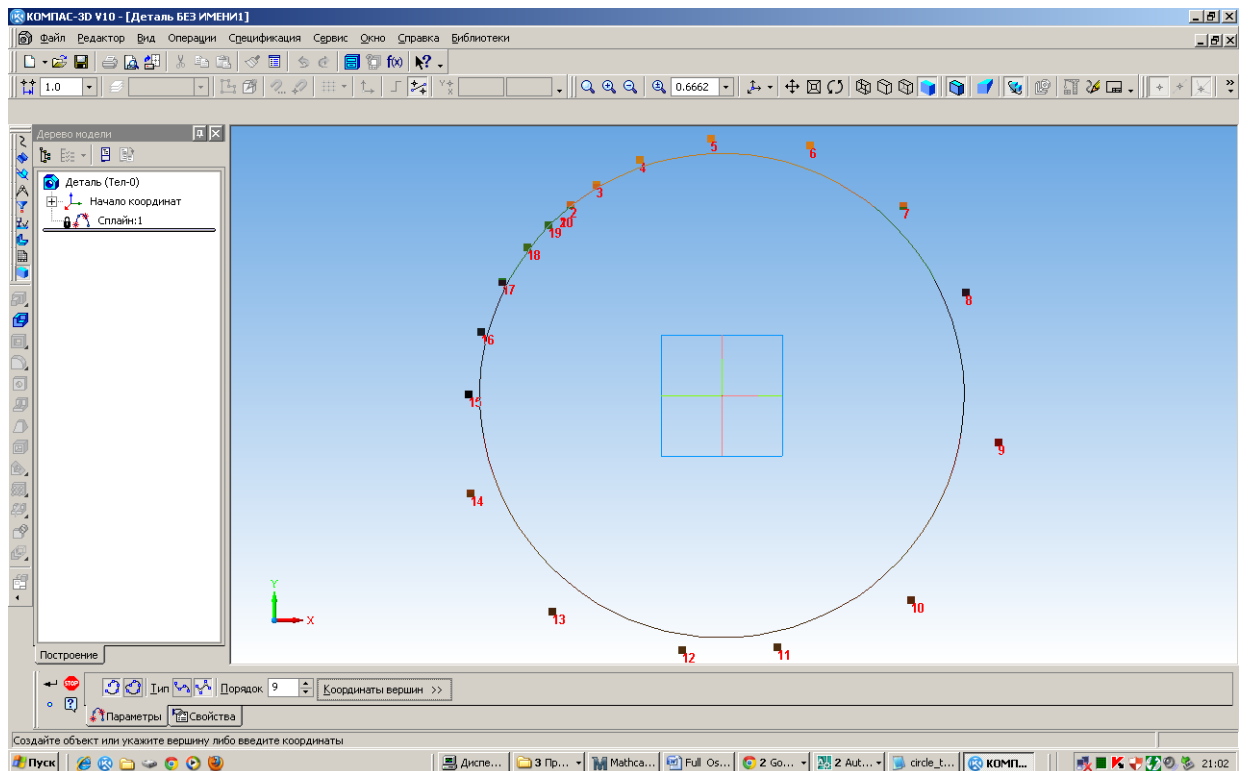 КОМПАС-3D V10 - [Деталь БЕЗ ИМЕНИ1]
Файл Редактор Вид Операции Спецификация Сервис Окно Справка Библиотеки
f(x)
1.0 0.6662
Дерево модели
Деталь (Тел-0)
Начало координат
Сплайн:1
5
6
4
3
2
7
20
19
18
17
8
16
15
9
14
10
13
11
12
Y
X
Построение
STOP Тип Порядок 9 Координаты вершин >>
Параметры Свойства
Создайте объект или укажите вершину либо введите координаты
Пуск Диспе... 3 Пр... Mathca... Full Os... 2 Go... 2 Aut... circle_t... КОМП... 21:02